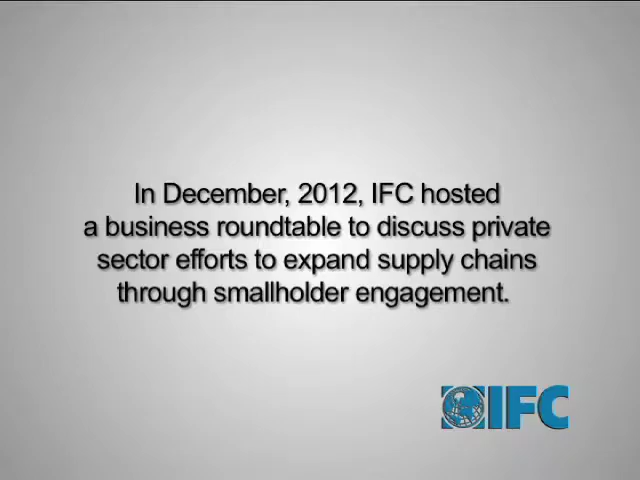 In December, 2012, IFC hosted
a business roundtable to discuss private
sector efforts to expand supply chains
through smallholder engagement.
IFC